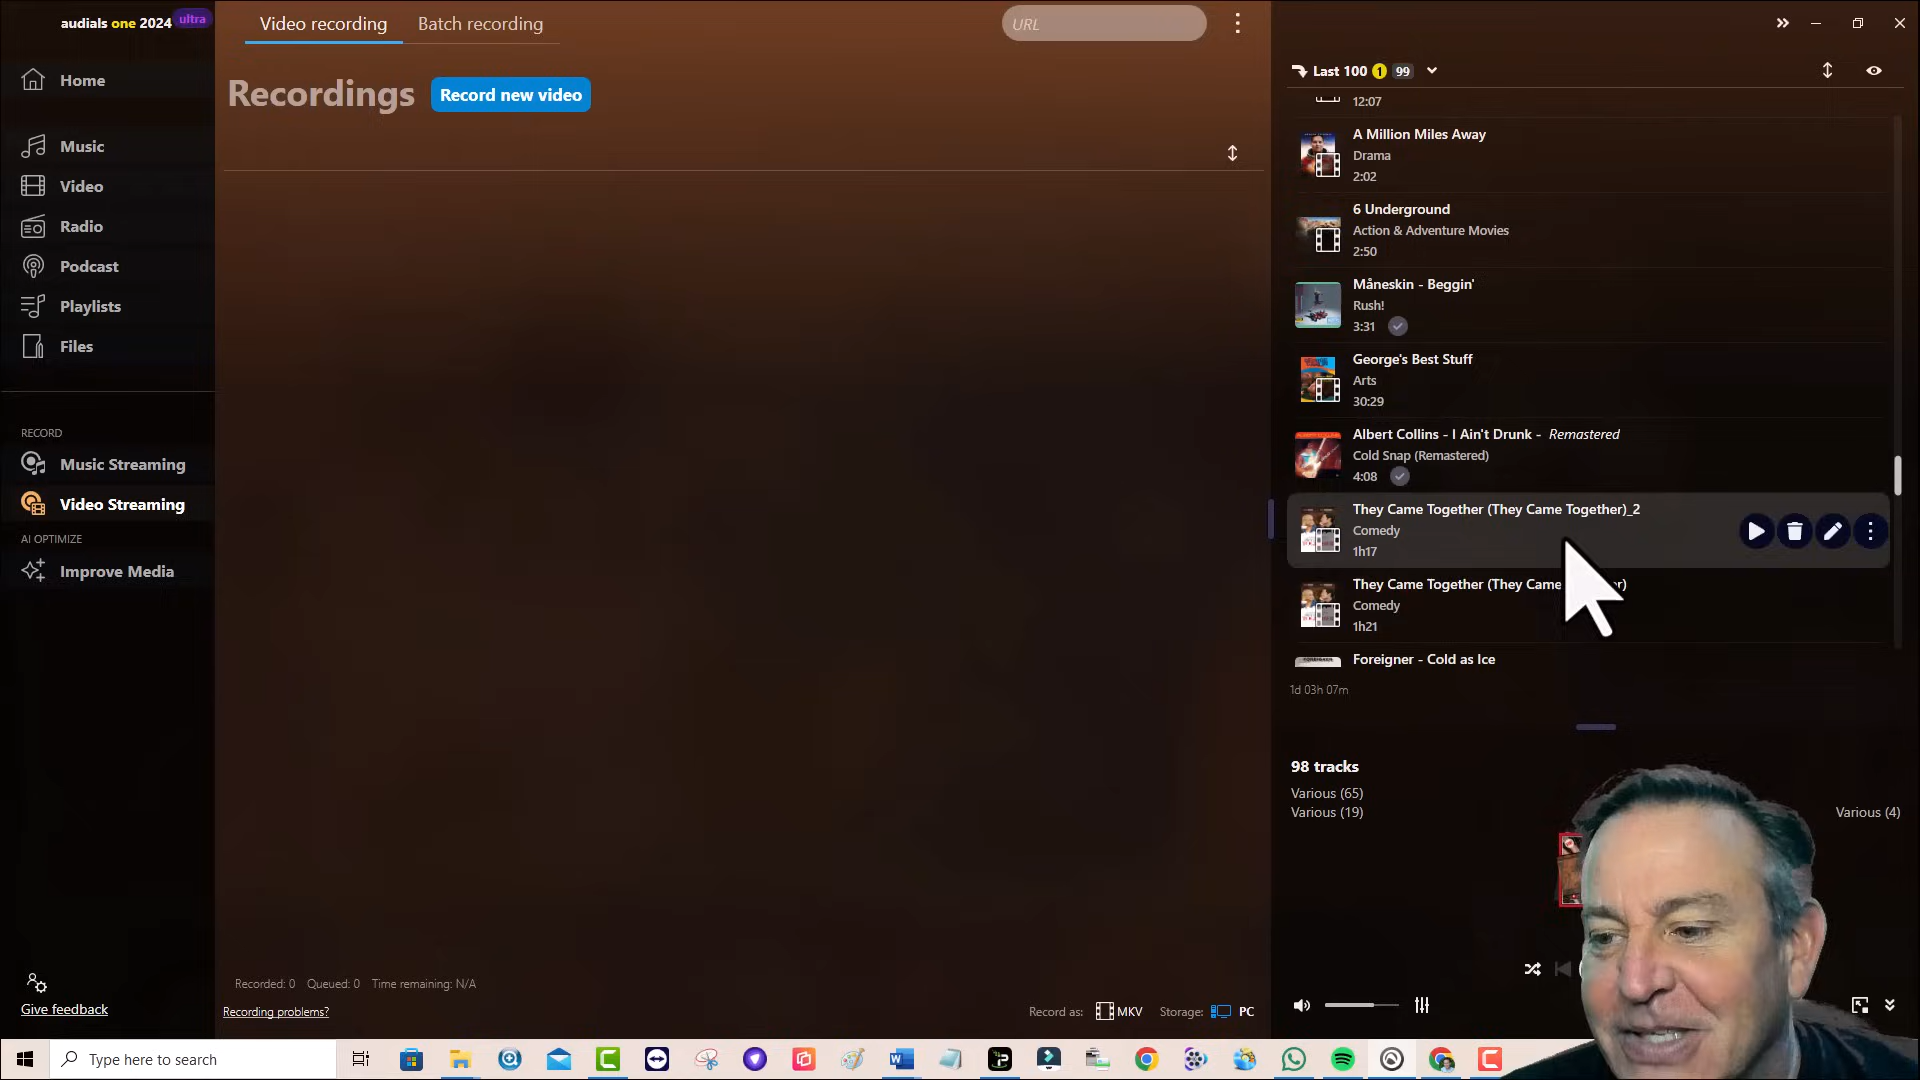 audials one 2024 ultra
Home
Music
Video
Radio
Podcast
Playlists
Files
RECORD
Music Streaming
Video Streaming
AI OPTIMIZE
Improve Media
Give feedback
Video recording
Batch recording
URL
Recordings
Record new video
Recorded: 0 Queued: 0 Time remaining: N/A
Recording problems?
Record as: MKV Storage: PC
Last 100 1 99
12:07
A Million Miles Away
Drama
2:02
6 Underground
Action & Adventure Movies
2:50
Måneskin - Beggin'
Rush!
3:31
George's Best Stuff
Arts
30:29
Albert Collins - I Ain't Drunk - Remastered
Cold Snap (Remastered)
4:08
They Came Together (They Came Together)_2
Comedy
1h17
They Came Together (They Came
Comedy
1h21
Foreigner - Cold as Ice
1d 03h 07m
98 tracks
Various (65)
Various (19)
Various (4)
Type here to search